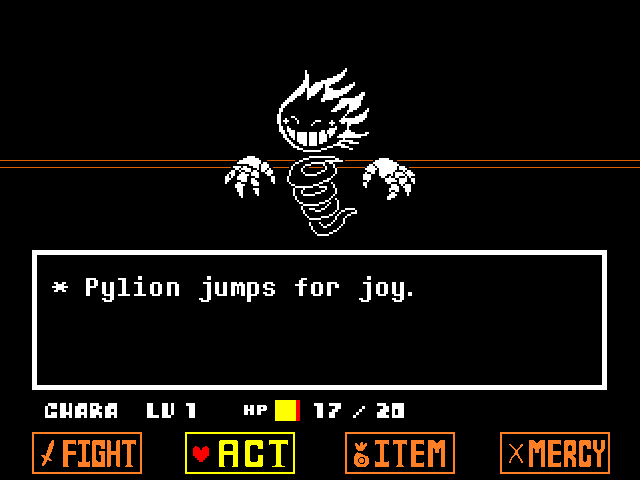 * Pylion jumps for joy.
CHARA LV 1 HP 17 / 20
FIGHT ACT ITEM MERCY